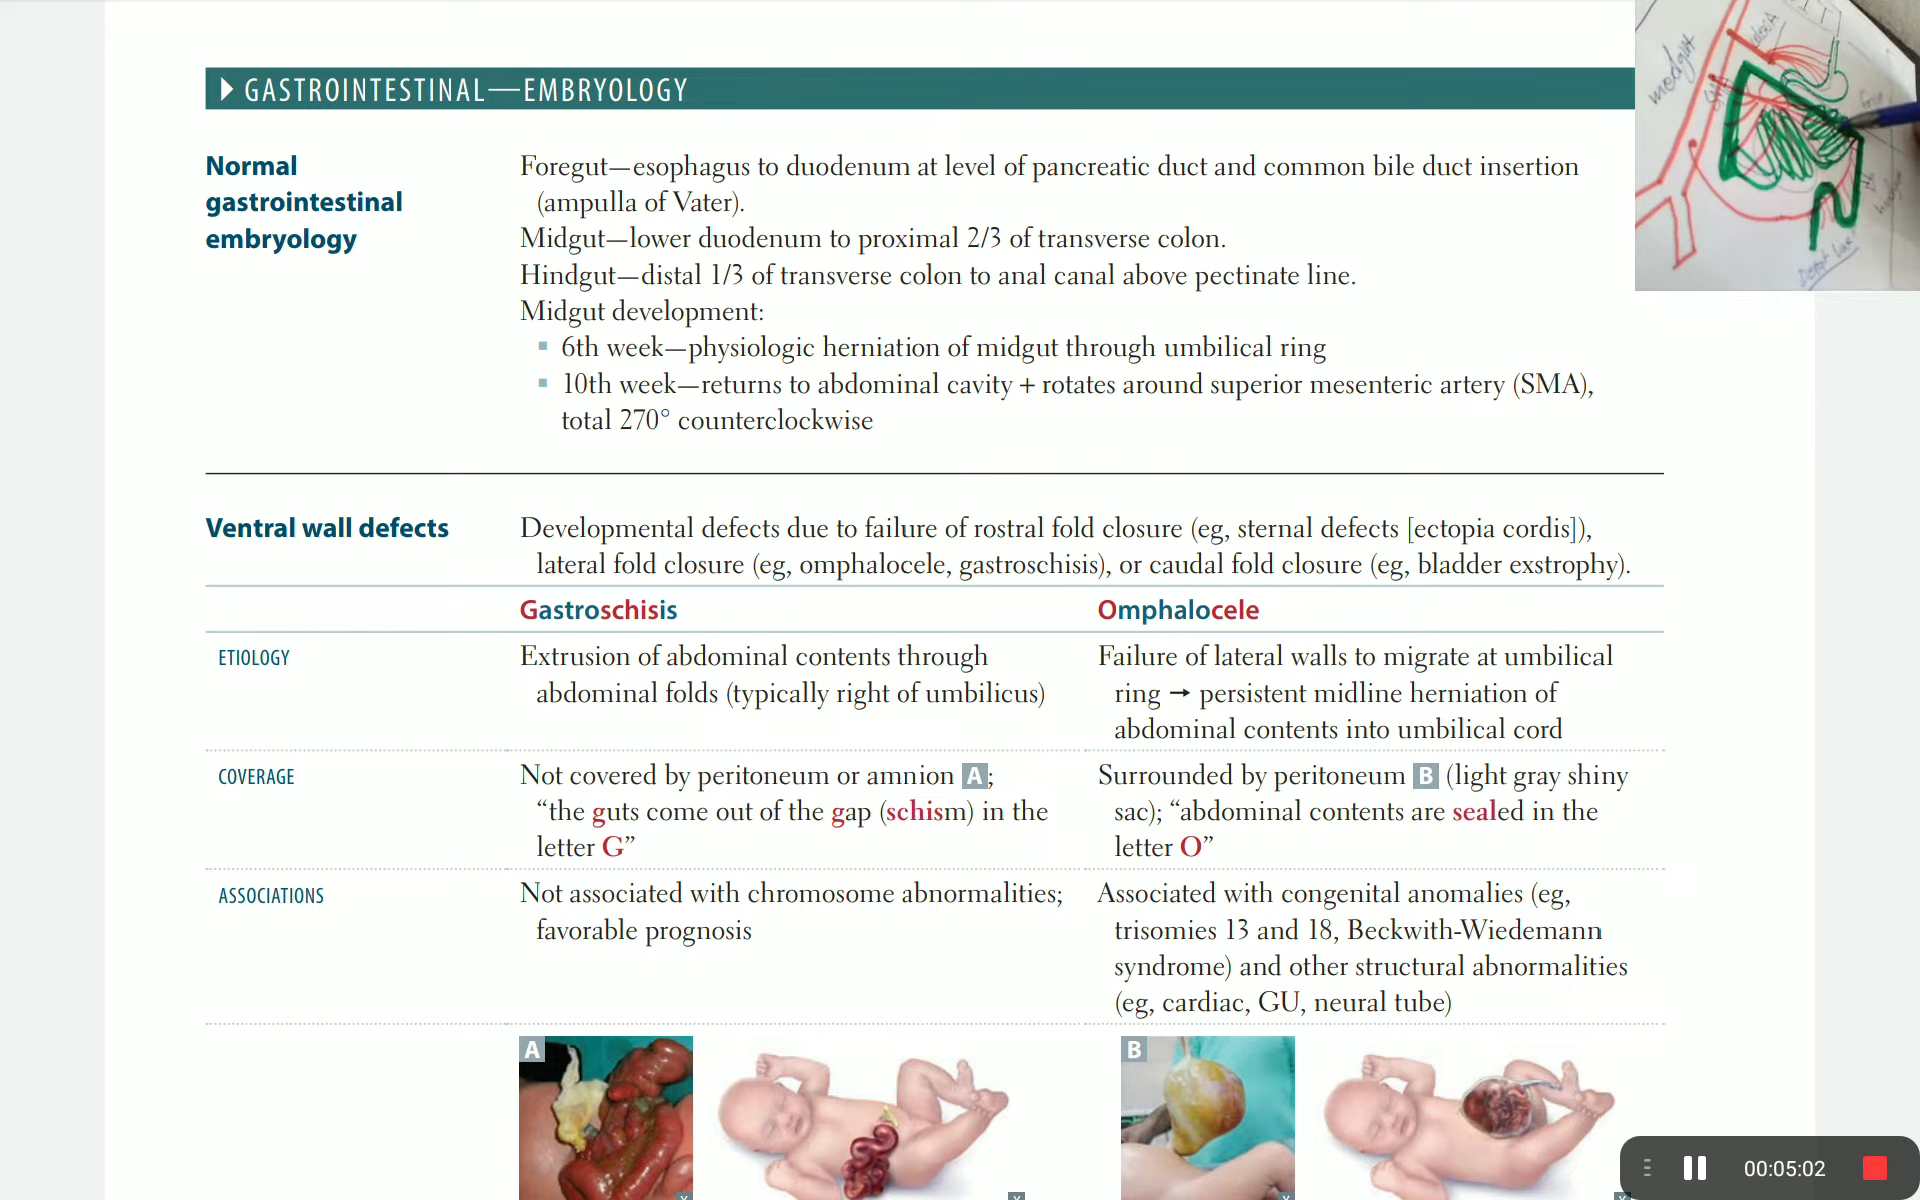 GASTROINTESTINAL—EMBRYOLOGY
Normal
gastrointestinal
embryology
Foregut—esophagus to duodenum at level of pancreatic duct and common bile duct insertion
(ampulla of Vater).
Midgut—lower duodenum to proximal 2/3 of transverse colon.
Hindgut—distal 1/3 of transverse colon to anal canal above pectinate line.
Midgut development:
▪ 6th week—physiologic herniation of midgut through umbilical ring
▪ 10th week—returns to abdominal cavity + rotates around superior mesenteric artery (SMA),
total 270° counterclockwise
Ventral wall defects
Developmental defects due to failure of rostral fold closure (eg, sternal defects [ectopia cordis]),
lateral fold closure (eg, omphalocele, gastroschisis), or caudal fold closure (eg, bladder exstrophy).
Gastroschisis
Omphalocele
ETIOLOGY
Extrusion of abdominal contents through
abdominal folds (typically right of umbilicus)
Failure of lateral walls to migrate at umbilical
ring → persistent midline herniation of
abdominal contents into umbilical cord
COVERAGE
Not covered by peritoneum or amnion A;
“the guts come out of the gap (schism) in the
letter G”
Surrounded by peritoneum B (light gray shiny
sac); “abdominal contents are sealed in the
letter O”
ASSOCIATIONS
Not associated with chromosome abnormalities;
favorable prognosis
Associated with congenital anomalies (eg,
trisomies 13 and 18, Beckwith-Wiedemann
syndrome) and other structural abnormalities
(eg, cardiac, GU, neural tube)
A
B
00:05:02